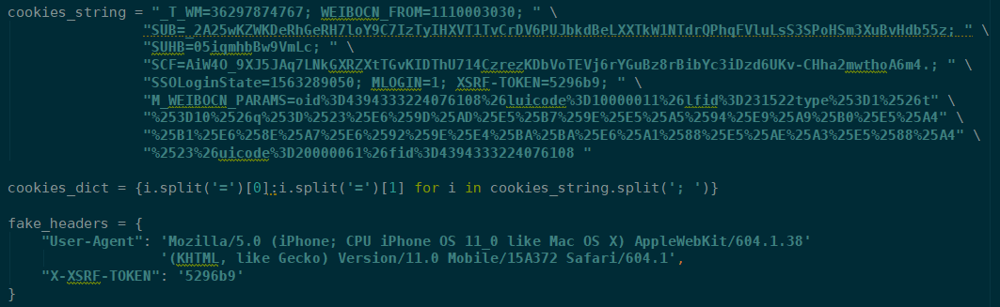 cookies_string = "_T_WM=36297874767; WEIBOCN_FROM=1110003030; " \
"SUB=_2A25wKZWKDeRhGeRH7loY9C7IzTyIHXVT1TvCrDV6PUJbkdBeLXXTkW1NTdrQPhqFVluLsS3SPoHSm3XuBvHdb55z; " \
"SUHB=05iqmhbBw9VmLc; " \
"SCF=AiW4O_9XJ5JAq7LNkGXRZXtTGvKIDThU714CzrezKDbVoTEVj6rYGuBz8rBibYc3iDzd6UKv-CHha2mwthoA6m4.; " \
"SSOLoginState=1563289050; MLOGIN=1; XSRF-TOKEN=5296b9; " \
"M_WEIBOCN_PARAMS=oid%3D4394333224076108%26luicode%3D10000011%26lfid%3D231522type%253D1%2526t" \
"%253D10%2526q%253D%2523%25E6%259D%25AD%25E5%25B7%259E%25E5%25A5%2594%25E9%25A9%25B0%25E5%25A4" \
"%25B1%25E6%258E%25A7%25E6%2592%259E%25E4%25BA%25BA%25E6%25A1%2588%25E5%25AE%25A3%25E5%2588%25A4" \
"%2523%26uicode%3D20000061%26fid%3D4394333224076108 "
cookies_dict = {i.split('=')[0]:i.split('=')[1] for i in cookies_string.split('; ')}
fake_headers = {
"User-Agent": 'Mozilla/5.0 (iPhone; CPU iPhone OS 11_0 like Mac OS X) AppleWebKit/604.1.38'
'(KHTML, like Gecko) Version/11.0 Mobile/15A372 Safari/604.1',
"X-XSRF-TOKEN": '5296b9'
}